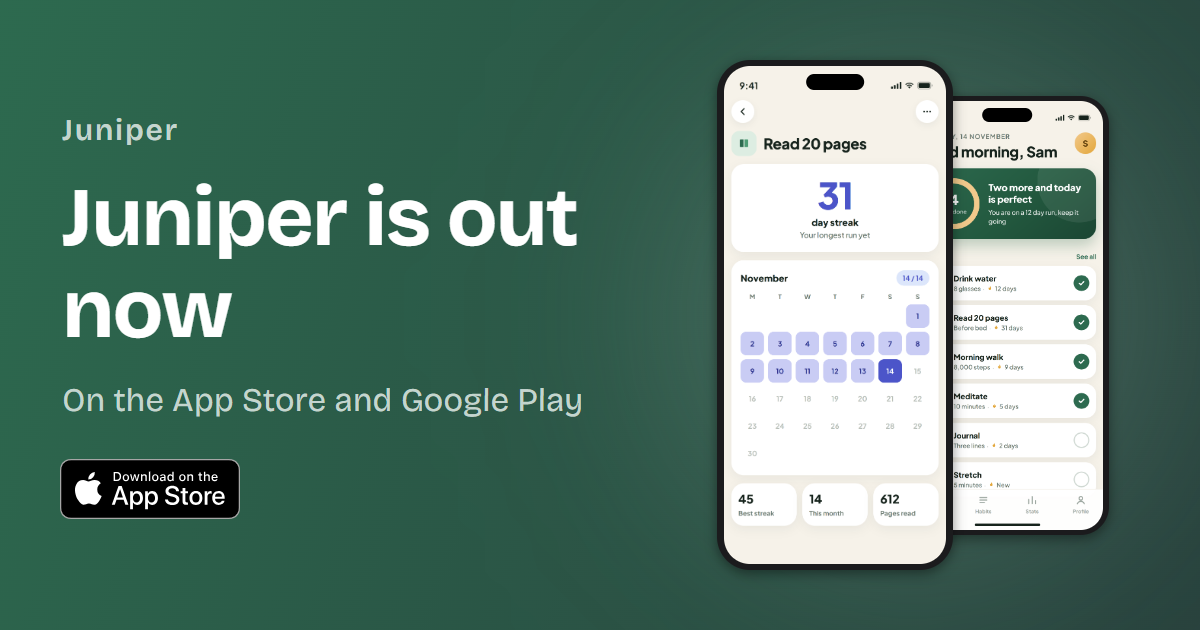 Juniper
Juniper is out
now
On the App Store and Google Play
Download on the
App Store
9:41
Read 20 pages
31
day streak
Your longest run yet
November
14 / 14
M T W T F S S
1
2 3 4 5 6 7 8
9 10 11 12 13 14 15
16 17 18 19 20 21 22
23 24 25 26 27 28 29
30
45
Best streak
14
This month
612
Pages read
14 NOVEMBER
morning, Sam
S
4
done
Two more and today
is perfect
You are on a 12 day run, keep it
going
See all
Drink water
8 glasses · 12 days
Read 20 pages
Before bed · 31 days
Morning walk
8,000 steps · 9 days
Meditate
10 minutes · 5 days
Journal
Three lines · 2 days
Stretch
5 minutes · New
Habits
Stats
Profile